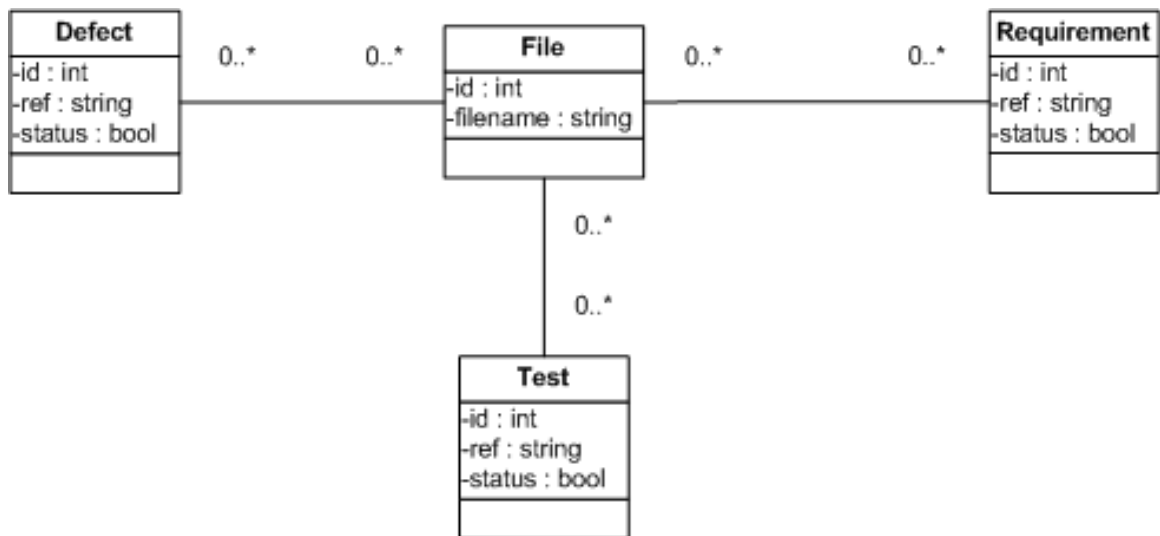 Defect
-id : int
-ref : string
-status : bool
0..*
0..*
File
-id : int
-filename : string
0..*
0..*
Requirement
-id : int
-ref : string
-status : bool
0..*
0..*
Test
-id : int
-ref : string
-status : bool